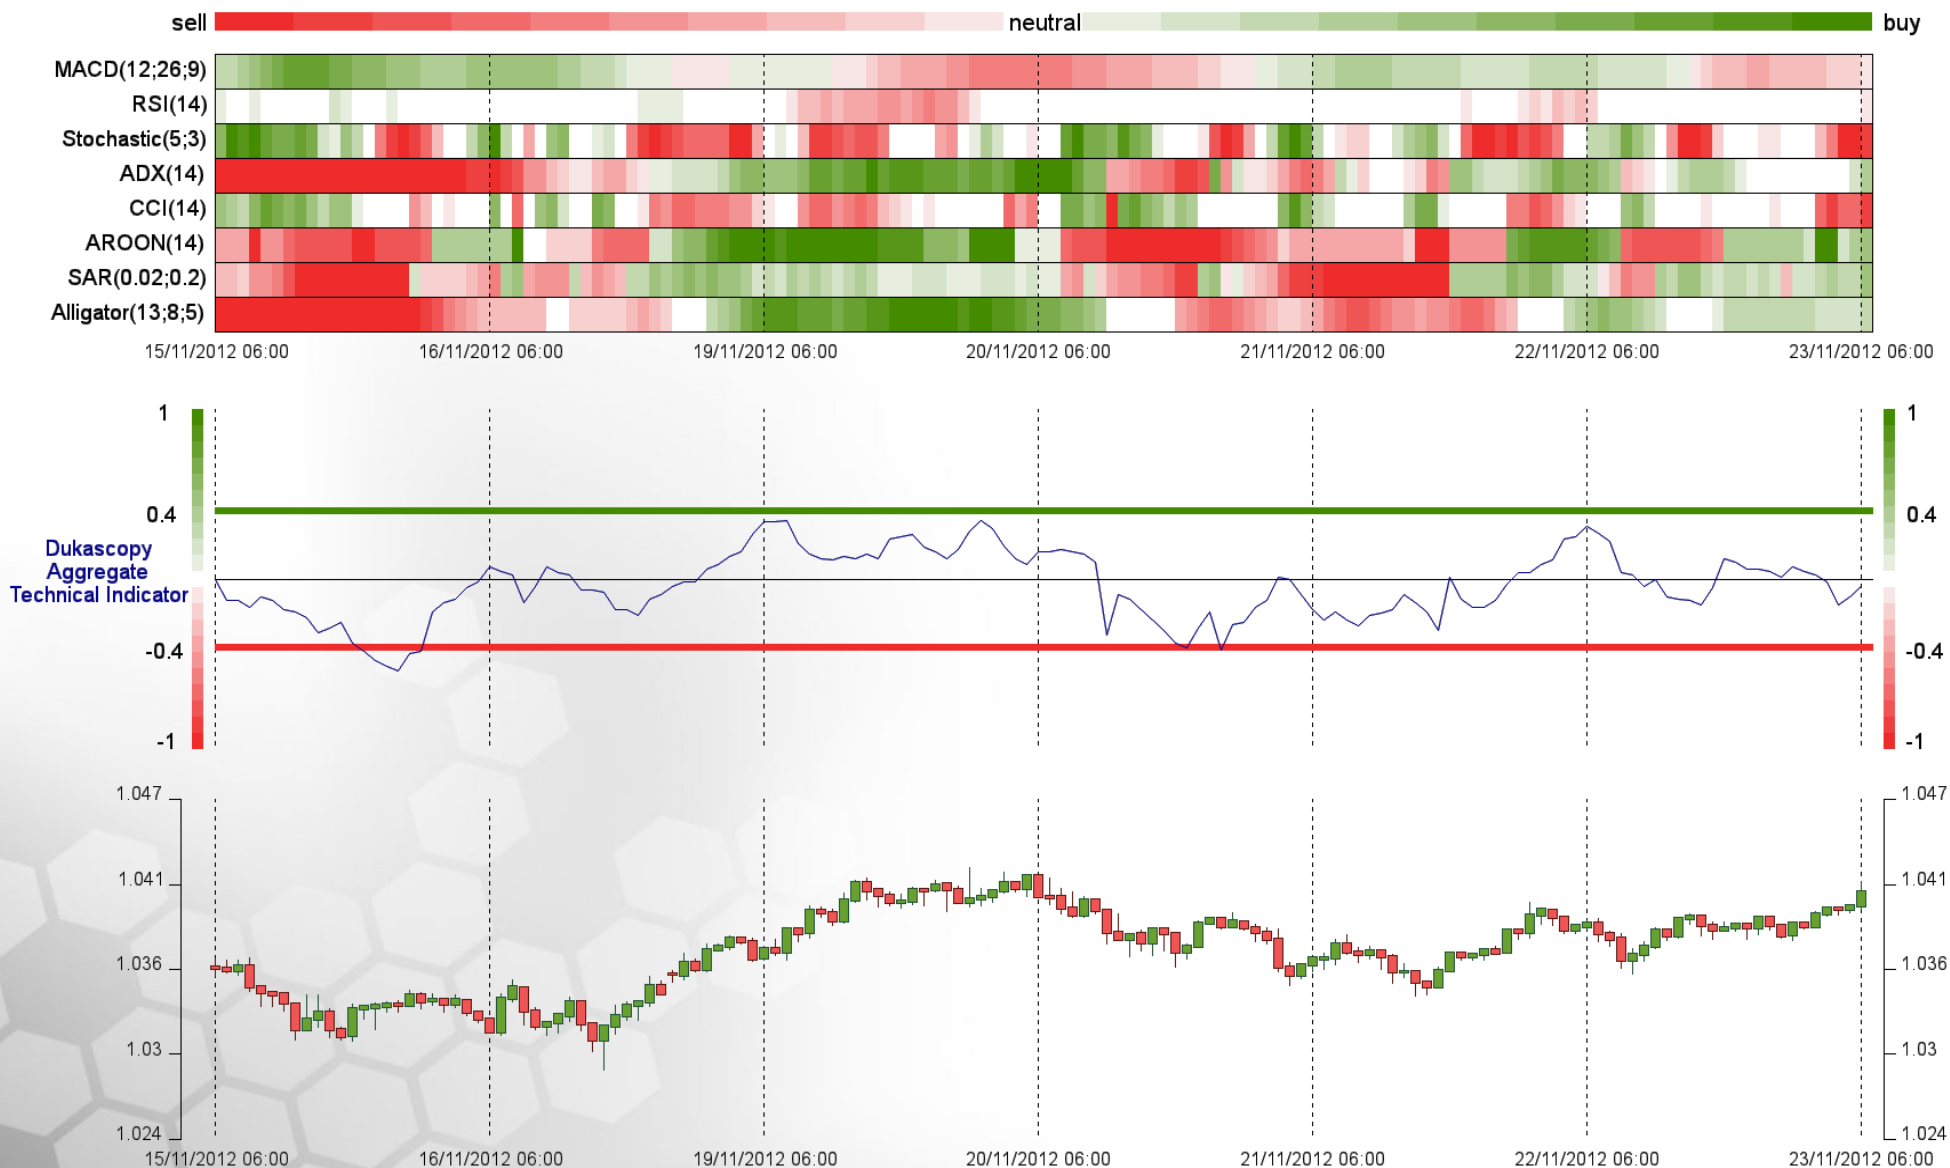 sell neutral buy
MACD(12;26;9)
RSI(14)
Stochastic(5;3)
ADX(14)
CCI(14)
AROON(14)
SAR(0.02;0.2)
Alligator(13;8;5)
15/11/2012 06:00 16/11/2012 06:00 19/11/2012 06:00 20/11/2012 06:00 21/11/2012 06:00 22/11/2012 06:00 23/11/2012 06:00
1 1
0.4 0.4
Dukascopy
Aggregate
Technical Indicator
-0.4 -0.4
-1 -1
1.047 1.047
1.041 1.041
1.036 1.036
1.03 1.03
1.024 1.024
15/11/2012 06:00 16/11/2012 06:00 19/11/2012 06:00 20/11/2012 06:00 21/11/2012 06:00 22/11/2012 06:00 23/11/2012 06:00